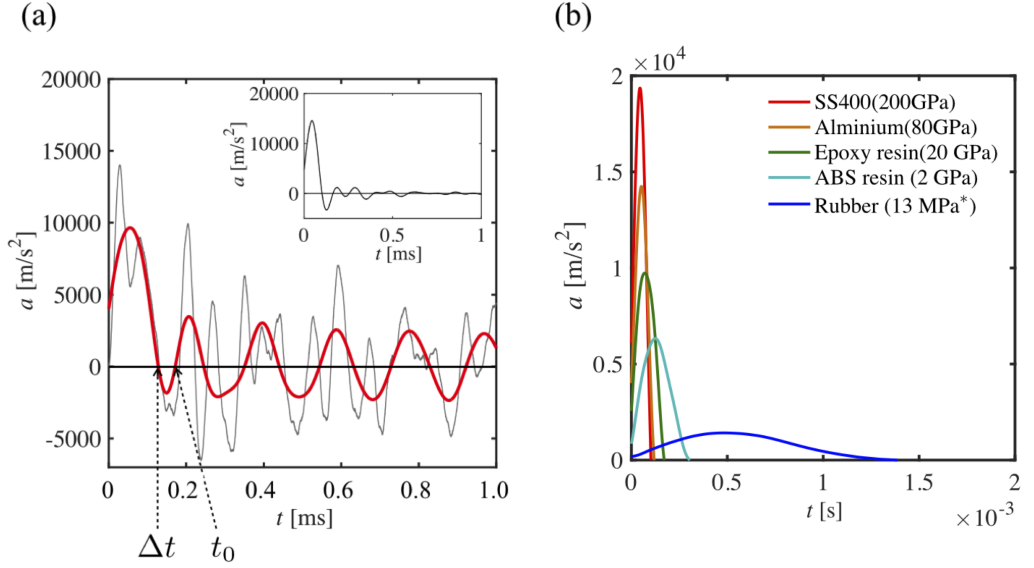 (a)
20000
15000
10000
5000
0
-5000
a [m/s²]
0
0.2
0.4
0.6
0.8
1.0
t [ms]
Δt
t₀
20000
10000
0
a [m/s²]
0
0.5
1
t [ms]
(b)
×10⁴
2
1.5
1
0.5
0
a [m/s²]
SS400(200GPa)
Alminium(80GPa)
Epoxy resin(20 GPa)
ABS resin (2 GPa)
Rubber (13 MPa*)
0
0.5
1
1.5
2
t [s]
×10⁻³